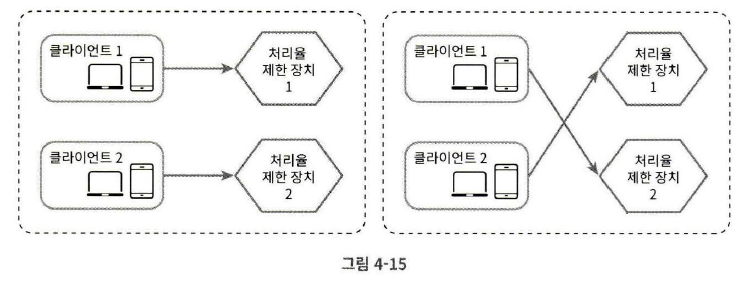 클라이언트 1
처리율
제한 장치
1
클라이언트 2
처리율
제한 장치
2
클라이언트 1
처리율
제한 장치
1
클라이언트 2
처리율
제한 장치
2
그림 4-15